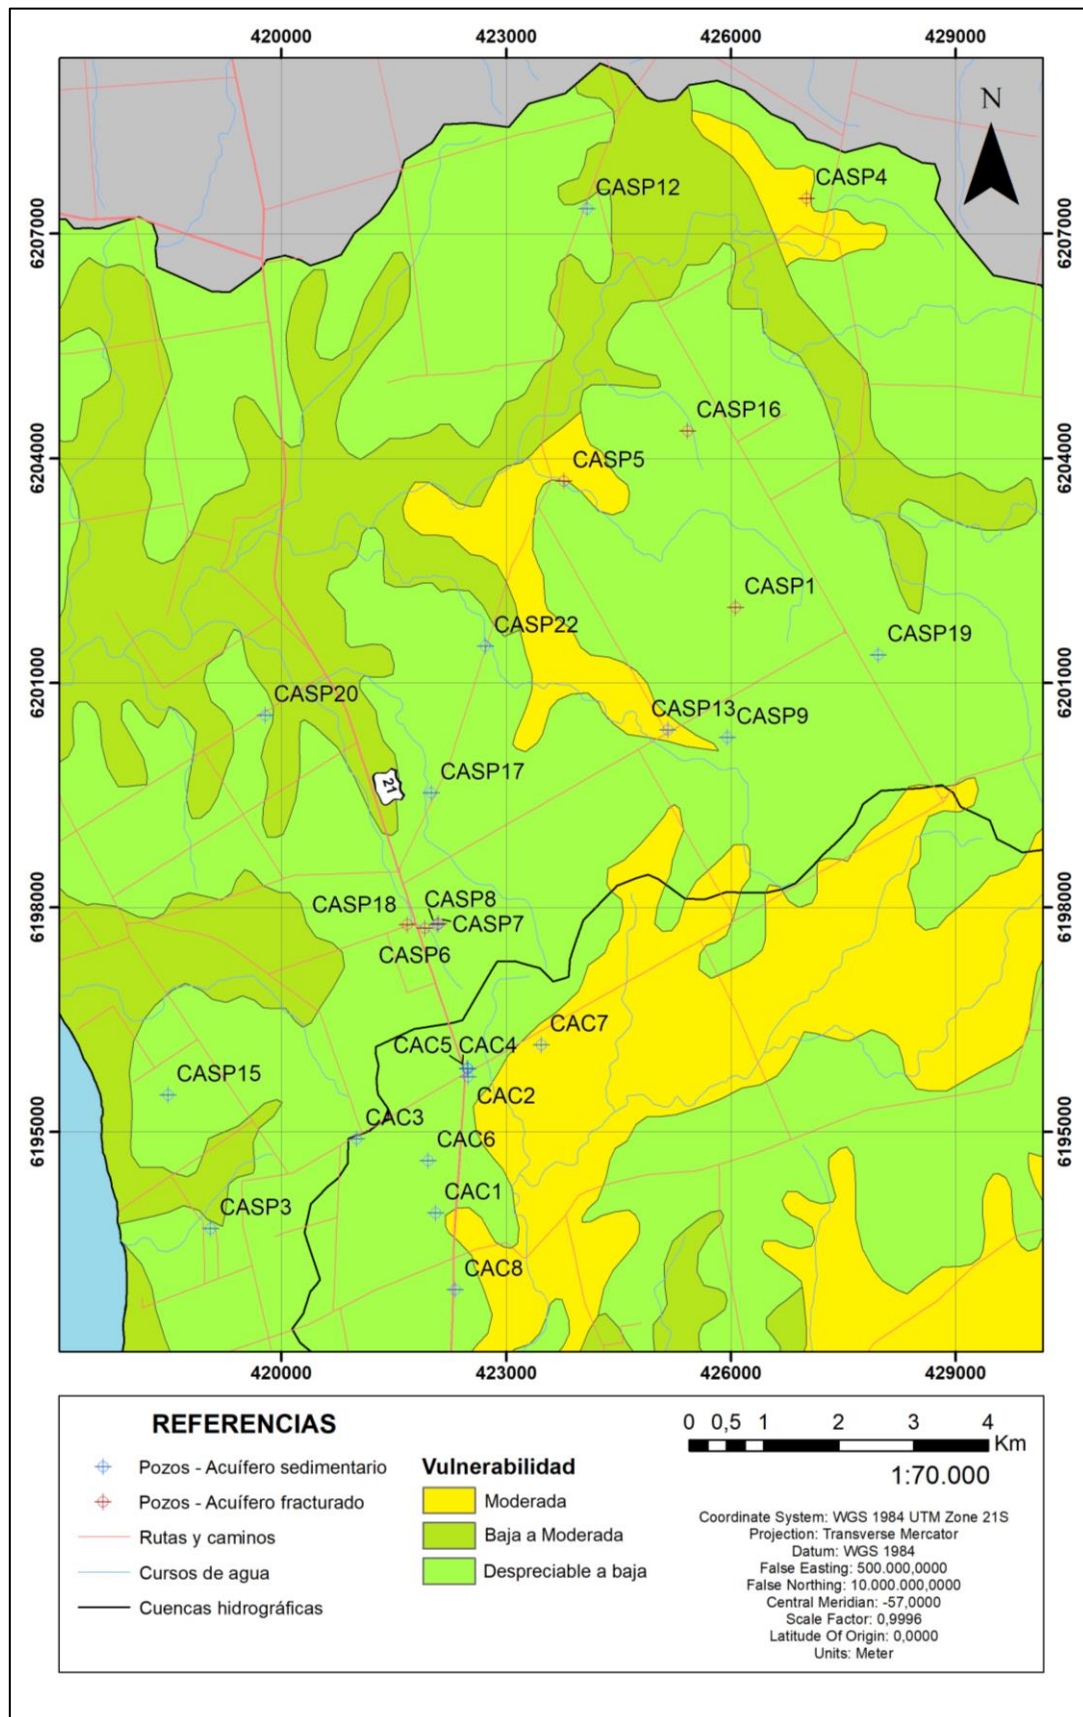 420000 423000 426000 429000
N
CASP12 CASP4
6207000 6207000
CASP16
CASP5
6204000 6204000
CASP1
CASP22 CASP19
6201000 6201000
CASP20
CASP13 CASP9
CASP17
21
CASP18 CASP8
6198000 6198000
CASP7
CASP6
CAC7
CAC5 CAC4
CASP15
CAC2
CAC3 CAC6
6195000 6195000
CASP3 CAC1
CAC8
420000 423000 426000 429000
REFERENCIAS
Pozos - Acuífero sedimentario
Pozos - Acuífero fracturado
Rutas y caminos
Cursos de agua
Cuencas hidrográficas
Vulnerabilidad
Moderada
Baja a Moderada
Despreciable a baja
0 0,5 1 2 3 4
Km
1:70.000
Coordinate System: WGS 1984 UTM Zone 21S
Projection: Transverse Mercator
Datum: WGS 1984
False Easting: 500.000,0000
False Northing: 10.000.000,0000
Central Meridian: -57,0000
Scale Factor: 0,9996
Latitude Of Origin: 0,0000
Units: Meter